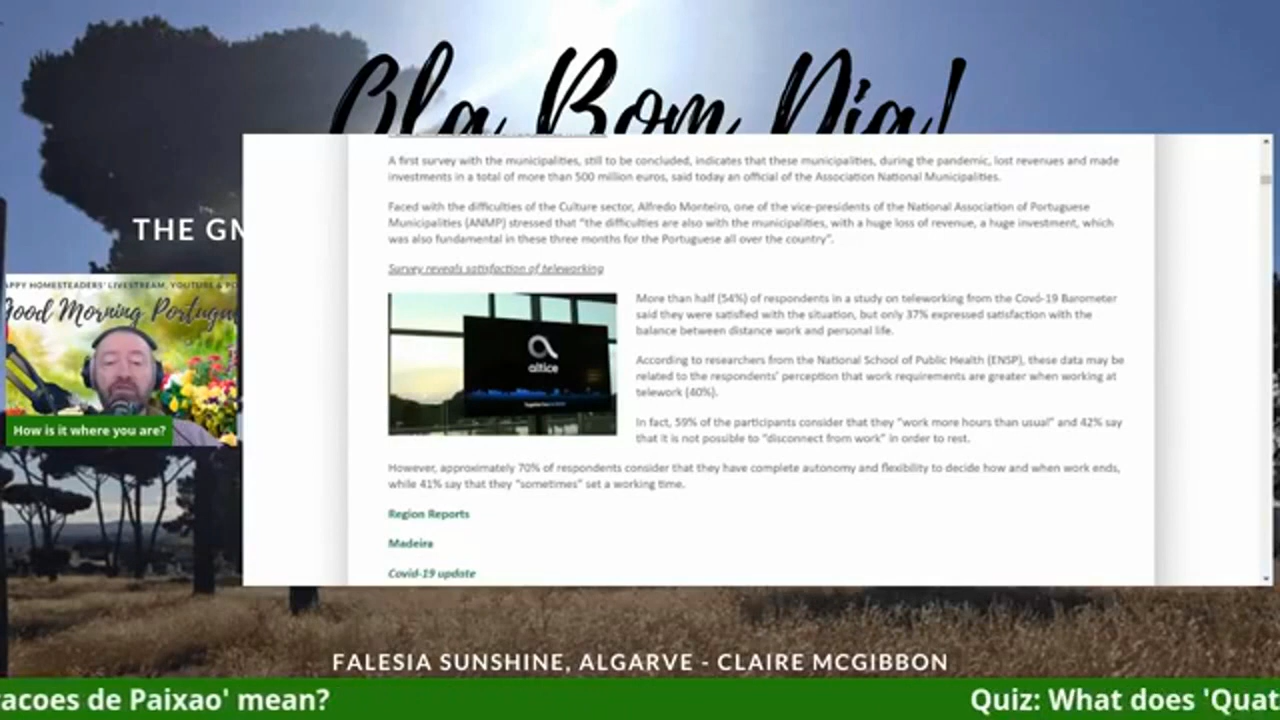 Ola Bom Dia!
THE GM
APPY HOMESTEADERS' LIVESTREAM, YOUTUBE & PO
Good Morning Portuga
How is it where you are?
A first survey with the municipalities, still to be concluded, indicates that these municipalities, during the pandemic, lost revenues and made
investments in a total of more than 500 million euros, said today an official of the Association National Municipalities.
Faced with the difficulties of the Culture sector, Alfredo Monteiro, one of the vice-presidents of the National Association of Portuguese
Municipalities (ANMP) stressed that "the difficulties are also with the municipalities, with a huge loss of revenue, a huge investment, which
was also fundamental in these three months for the Portuguese all over the country".
Survey reveals satisfaction of teleworking
altice
More than half (54%) of respondents in a study on teleworking from the Covó-19 Barometer
said they were satisfied with the situation, but only 37% expressed satisfaction with the
balance between distance work and personal life.
According to researchers from the National School of Public Health (ENSP), these data may be
related to the respondents' perception that work requirements are greater when working at
telework (40%).
In fact, 59% of the participants consider that they "work more hours than usual" and 42% say
that it is not possible to "disconnect from work" in order to rest.
However, approximately 70% of respondents consider that they have complete autonomy and flexibility to decide how and when work ends,
while 41% say that they "sometimes" set a working time.
Region Reports
Madeira
Covid-19 update
FALESIA SUNSHINE, ALGARVE - CLAIRE MCGIBBON
acoes de Paixao' mean?
Quiz: What does 'Quat